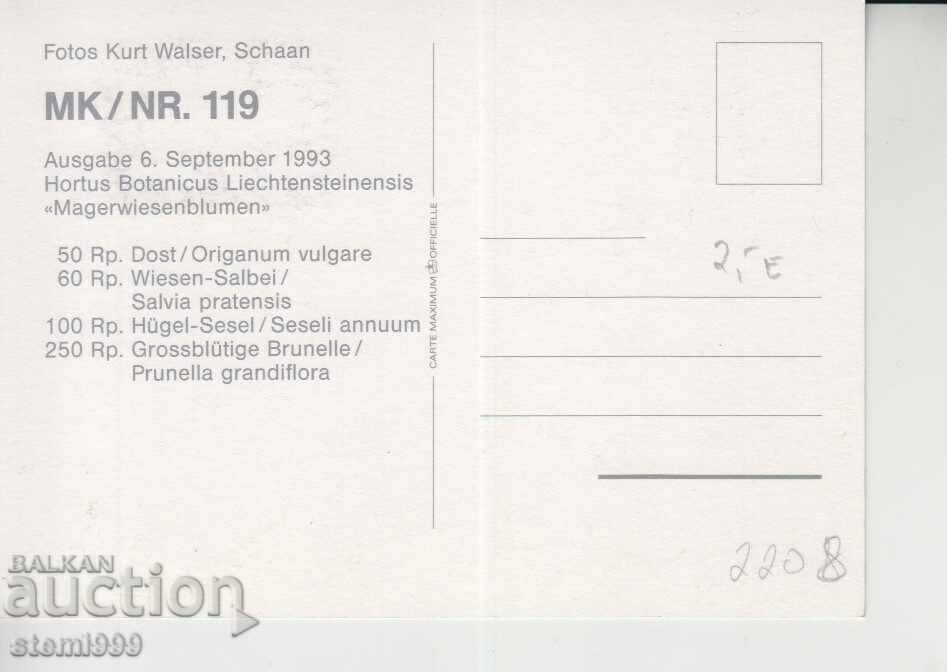 Fotos Kurt Walser, Schaan
MK/NR. 119
Ausgabe 6. September 1993
Hortus Botanicus Liechtensteinensis
«Magerwiesenblumen»
50 Rp. Dost/Origanum vulgare
60 Rp. Wiesen-Salbei/
Salvia pratensis
100 Rp. Hügel-Sesel/Seseli annuum
250 Rp. Grossblütige Brunelle/
Prunella grandiflora
CARTE MAXIMUM OFFICIELLE
2,- E
2208
BALKAN
auction
stemi999